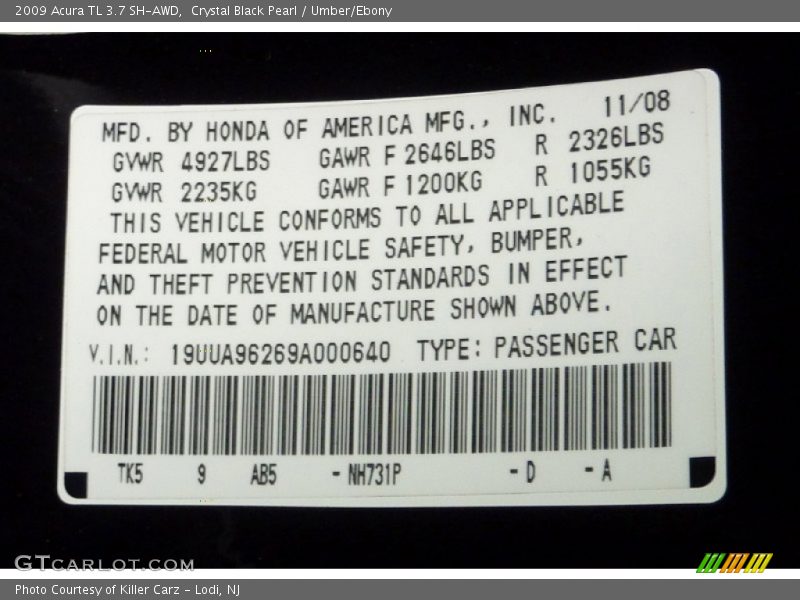 2009 Acura TL 3.7 SH-AWD, Crystal Black Pearl / Umber/Ebony
MFD. BY HONDA OF AMERICA MFG., INC. 11/08
GVWR 4927LBS GAWR F 2646LBS R 2326LBS
GVWR 2235KG GAWR F 1200KG R 1055KG
THIS VEHICLE CONFORMS TO ALL APPLICABLE
FEDERAL MOTOR VEHICLE SAFETY, BUMPER,
AND THEFT PREVENTION STANDARDS IN EFFECT
ON THE DATE OF MANUFACTURE SHOWN ABOVE.
V.I.N.: 19UUA96269A000640 TYPE: PASSENGER CAR
TK5 9 AB5 - NH731P - D - A
GTCARLOT.COM
Photo Courtesy of Killer Carz - Lodi, NJ